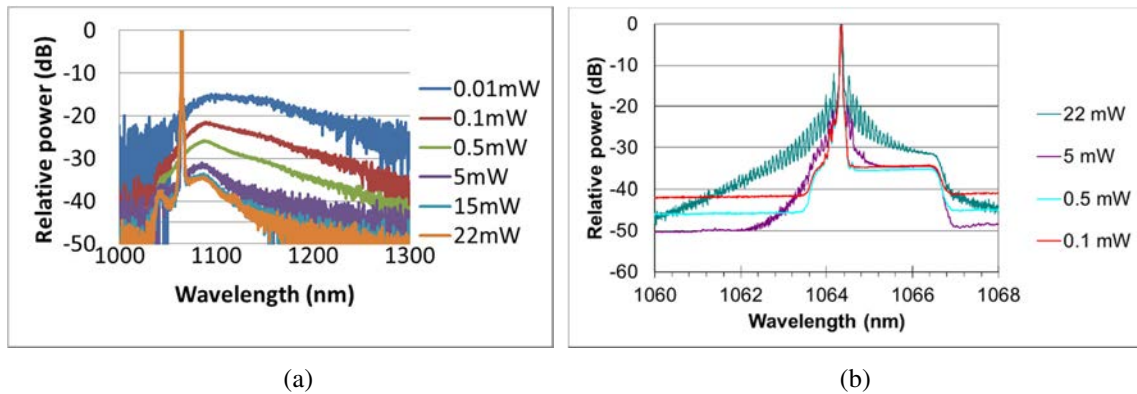 0
-10
-20
-30
-40
-50
Relative power (dB)
1000 1100 1200 1300
Wavelength (nm)
0.01mW
0.1mW
0.5mW
5mW
15mW
22mW
(a)
0
-10
-20
-30
-40
-50
-60
Relative power (dB)
1060 1062 1064 1066 1068
Wavelength (nm)
22 mW
5 mW
0.5 mW
0.1 mW
(b)